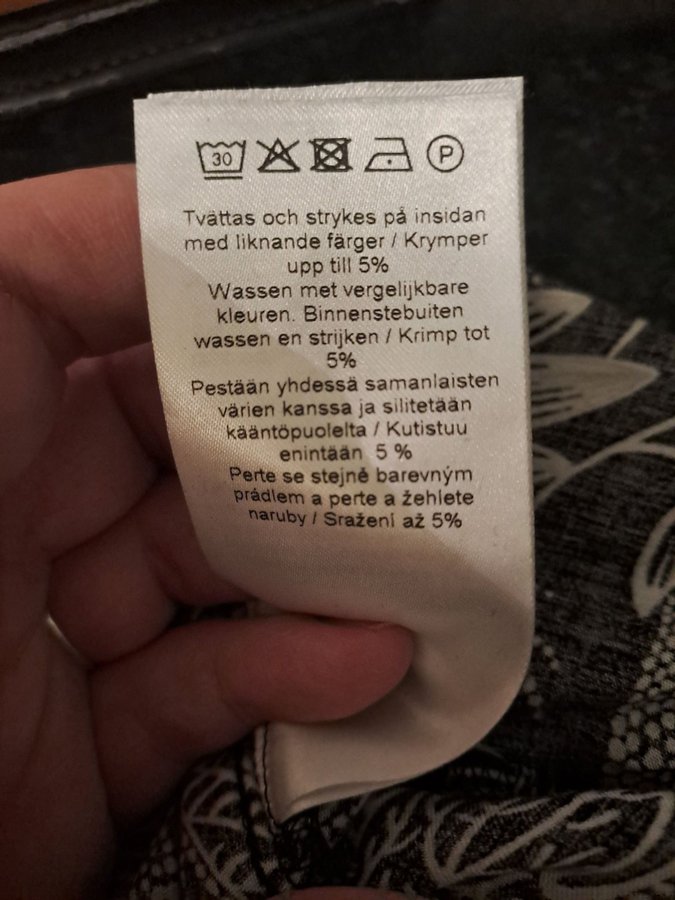 30 P
Tvättas och strykes på insidan
med liknande färger / Krymper
upp till 5%
Wassen met vergelijkbare
kleuren. Binnenstebuiten
wassen en strijken / Krimp tot
5%
Pestään yhdessä samanlaisten
värien kanssa ja silitetään
kääntöpuolelta / Kutistuu
enintään 5 %
Perte se stejně barevným
prádlem a perte a žehlete
naruby / Sražení až 5%